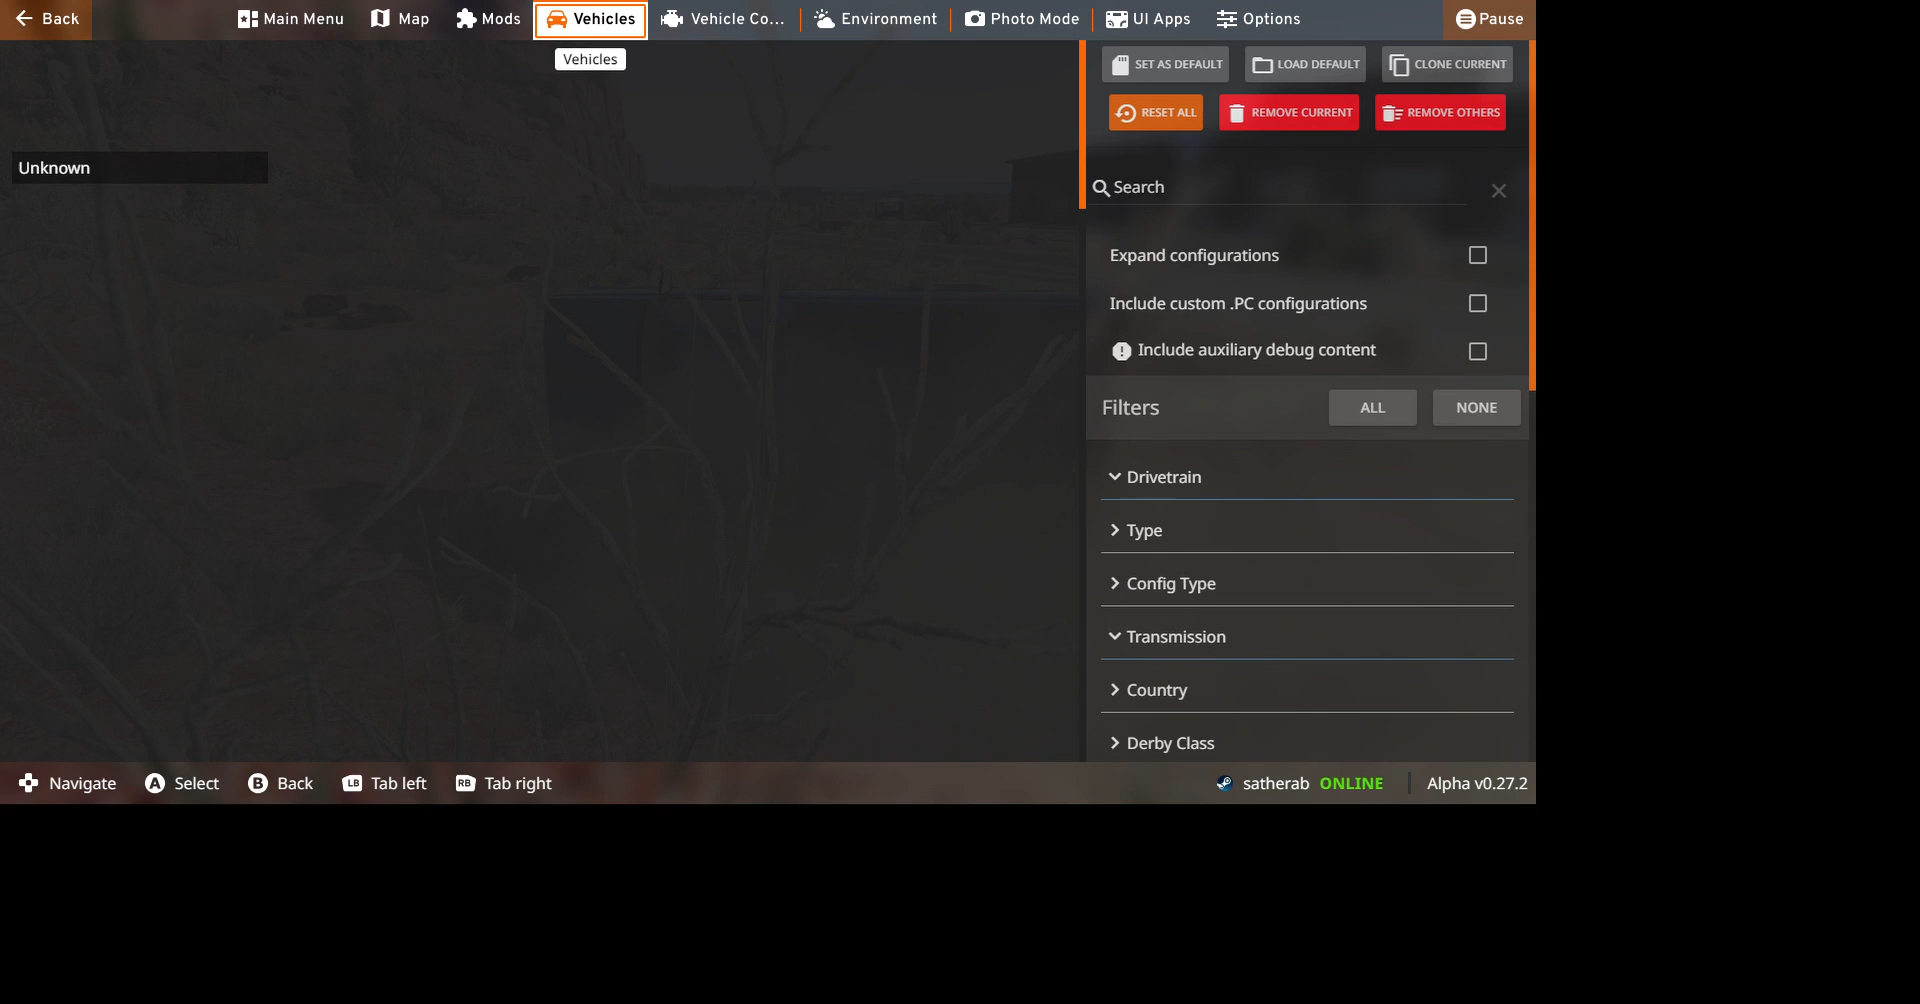 Back
Main Menu
Map
Mods
Vehicles
Vehicle Co...
Environment
Photo Mode
UI Apps
Options
Pause
Vehicles
SET AS DEFAULT
LOAD DEFAULT
CLONE CURRENT
RESET ALL
REMOVE CURRENT
REMOVE OTHERS
Unknown
Search
Expand configurations
Include custom .PC configurations
Include auxiliary debug content
Filters
ALL
NONE
Drivetrain
Type
Config Type
Transmission
Country
Derby Class
Navigate
A Select
B Back
LB Tab left
RB Tab right
satherab ONLINE
Alpha v0.27.2